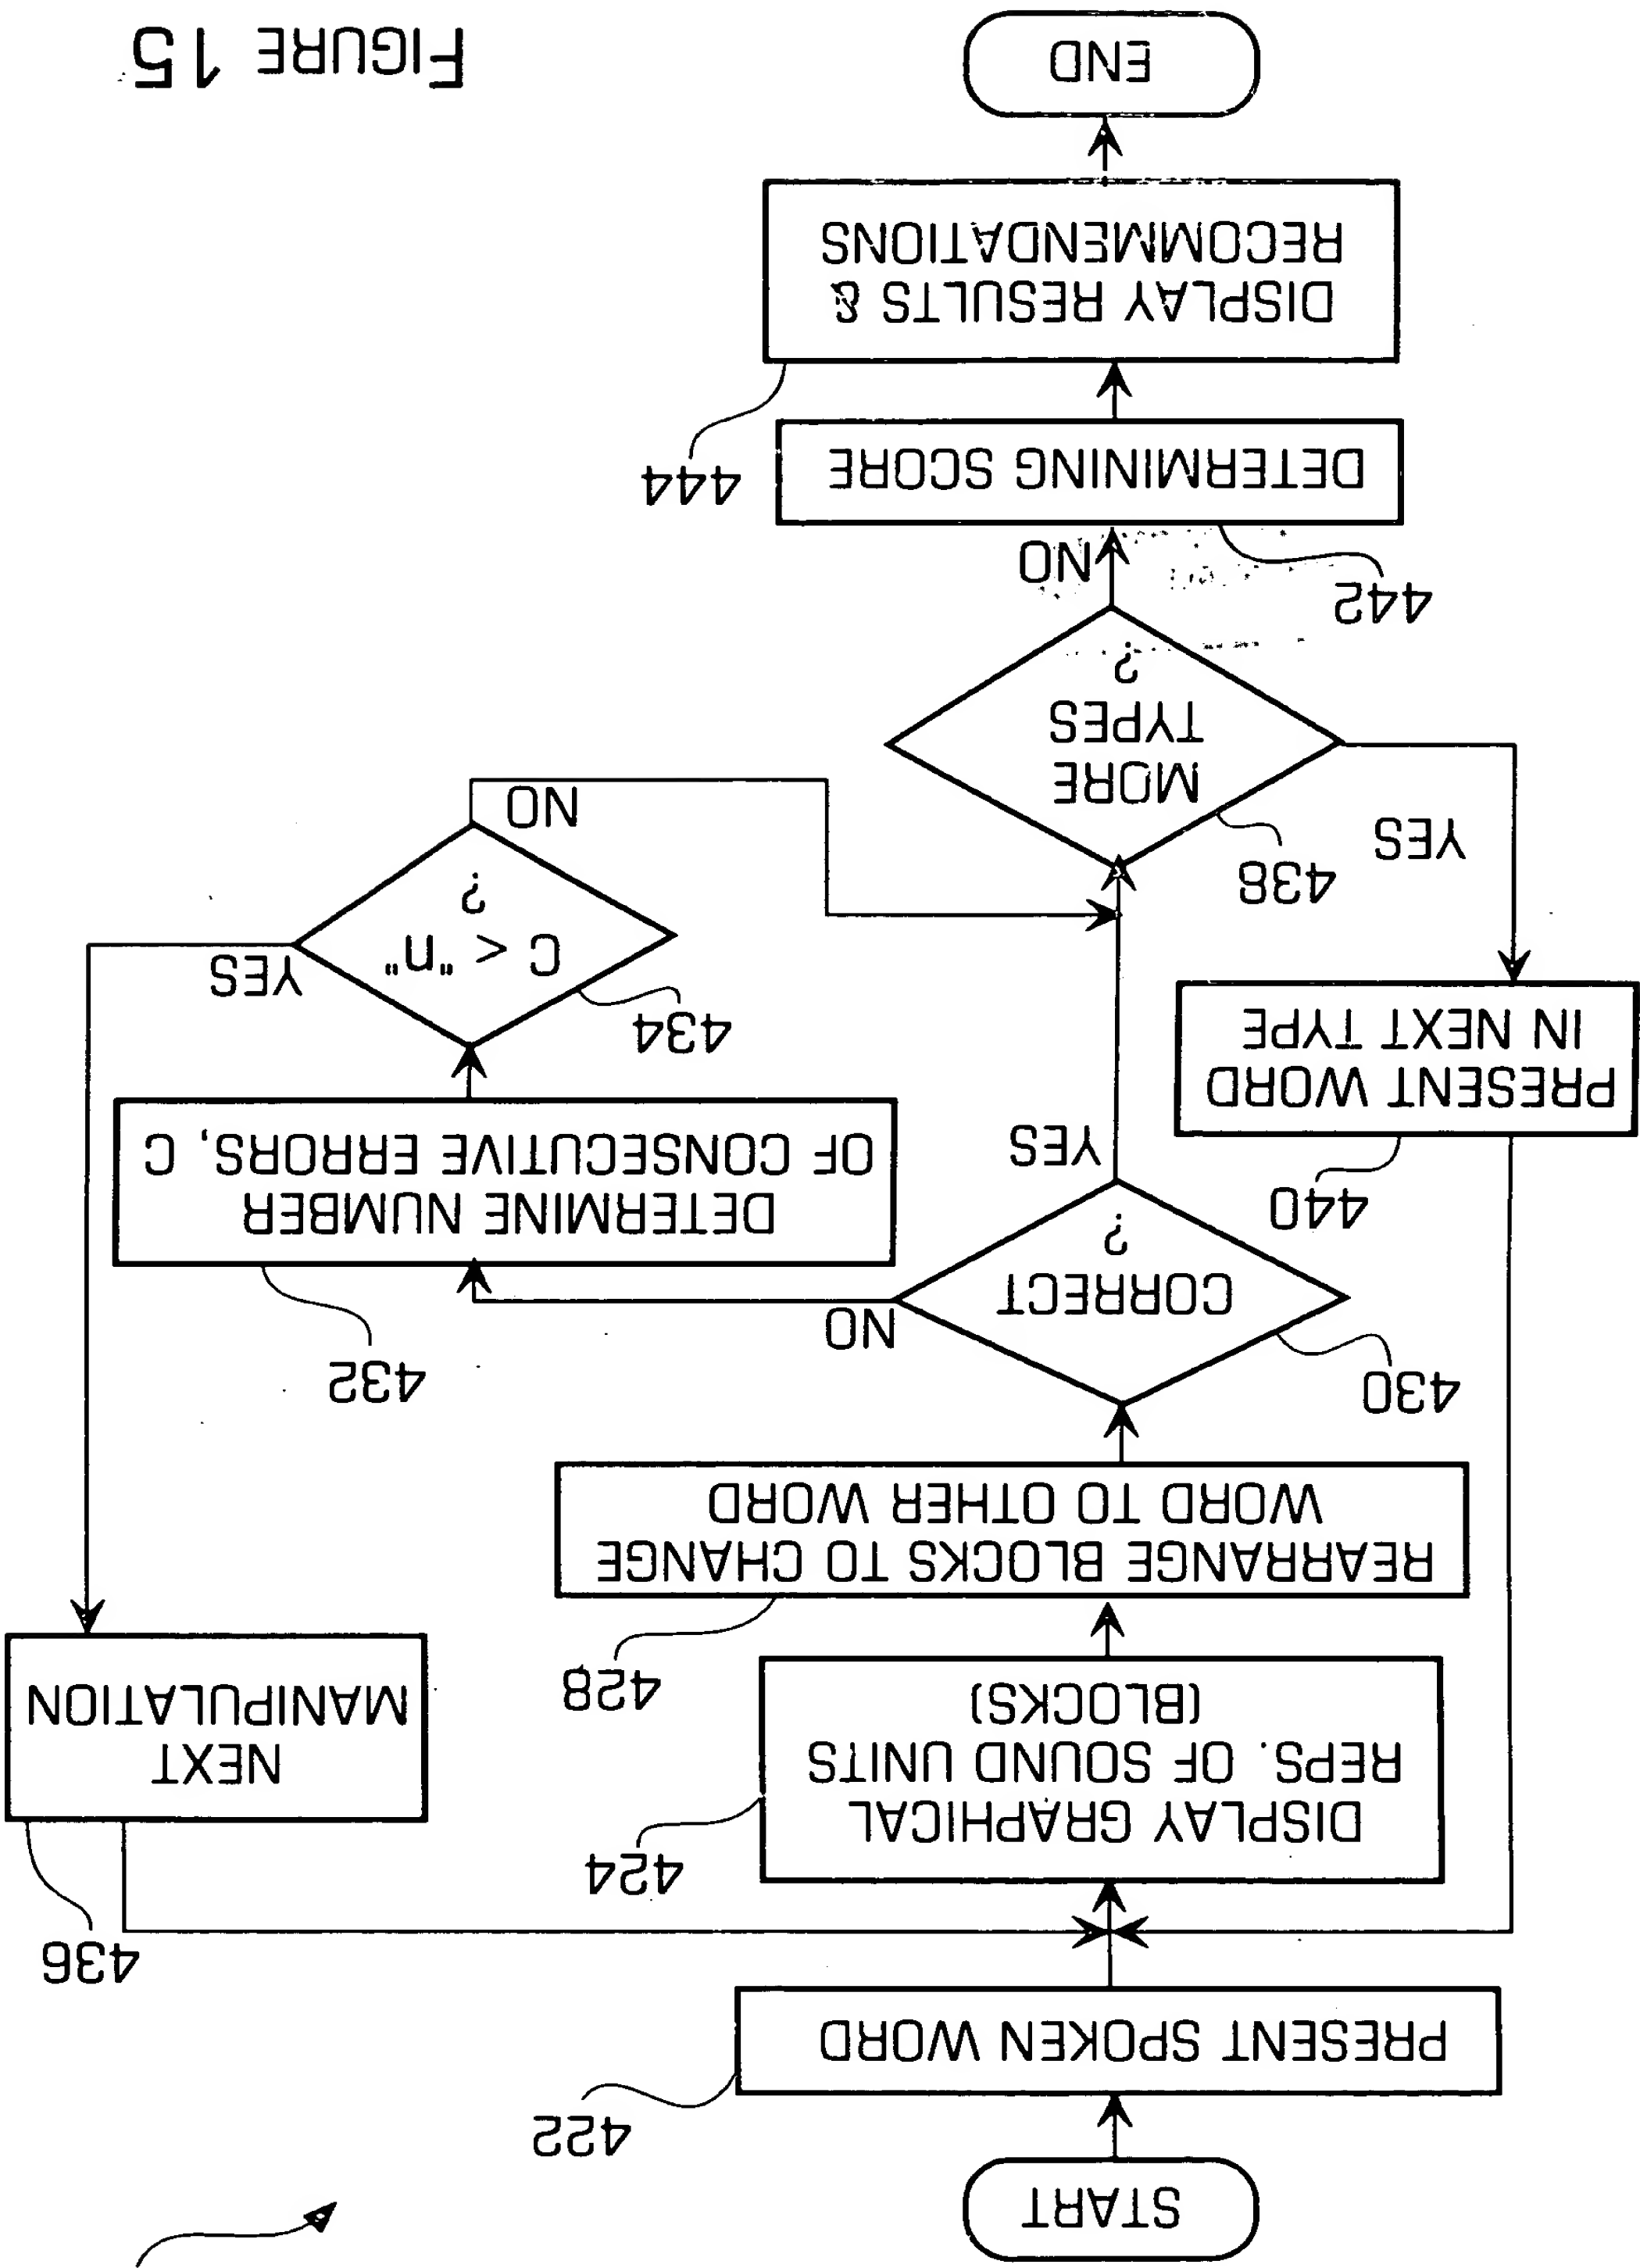 START
422
PRESENT SPOKEN WORD
436
424
DISPLAY GRAPHICAL
REPS. OF SOUND UNITS
(BLOCKS)
NEXT
MANIPULATION
428
REARRANGE BLOCKS TO CHANGE
WORD TO OTHER WORD
430
432
CORRECT
?
NO
YES
440
DETERMINE NUMBER
OF CONSECUTIVE ERRORS, C
PRESENT WORD
IN NEXT TYPE
434
C < "n"
?
YES
NO
438
YES
MORE
TYPES
?
NO
442
DETERMINING SCORE
444
DISPLAY RESULTS &
RECOMMENDATIONS
END
FIGURE 15